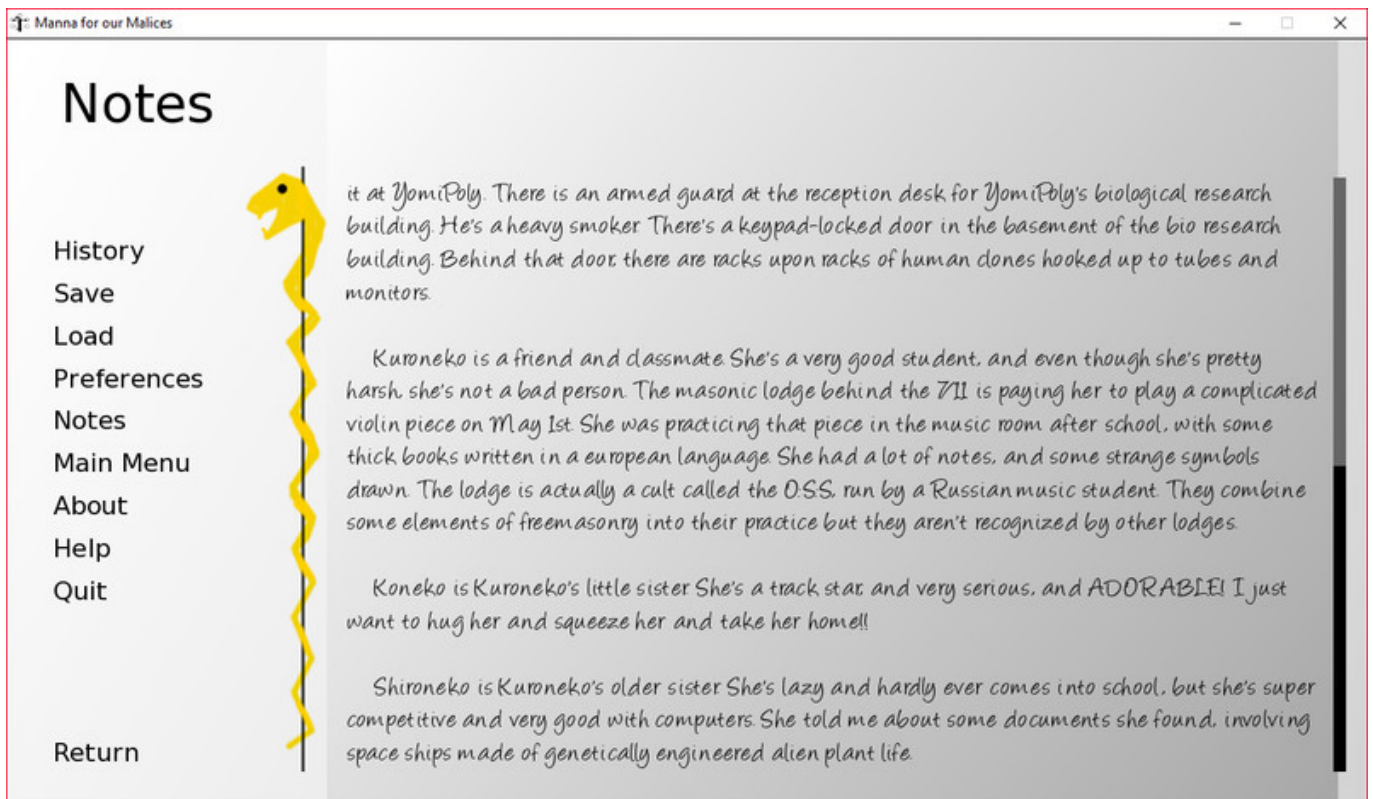 Manna for our Malices
Notes
History
Save
Load
Preferences
Notes
Main Menu
About
Help
Quit
Return
it at YomiPoly. There is an armed guard at the reception desk for YomiPoly's biological research
building. He's a heavy smoker. There's a keypad-locked door in the basement of the bio research
building. Behind that door, there are racks upon racks of human clones hooked up to tubes and
monitors.
Kuroneko is a friend and classmate. She's a very good student, and even though she's pretty
harsh, she's not a bad person. The masonic lodge behind the 711 is paying her to play a complicated
violin piece on May 1st. She was practicing that piece in the music room after school, with some
thick books written in a european language. She had a lot of notes, and some strange symbols
drawn. The lodge is actually a cult called the O.S.S., run by a Russian music student. They combine
some elements of freemasonry into their practice but they aren't recognized by other lodges.
Koneko is Kuroneko's little sister. She's a track star, and very serious, and ADORABLE! I just
want to hug her and squeeze her and take her home!!
Shironeko is Kuroneko's older sister. She's lazy and hardly ever comes into school, but she's super
competitive and very good with computers. She told me about some documents she found, involving
space ships made of genetically engineered alien plant life.